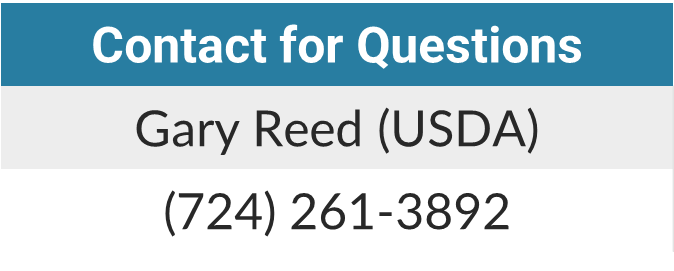 Contact for Questions
Gary Reed (USDA)
(724) 261-3892